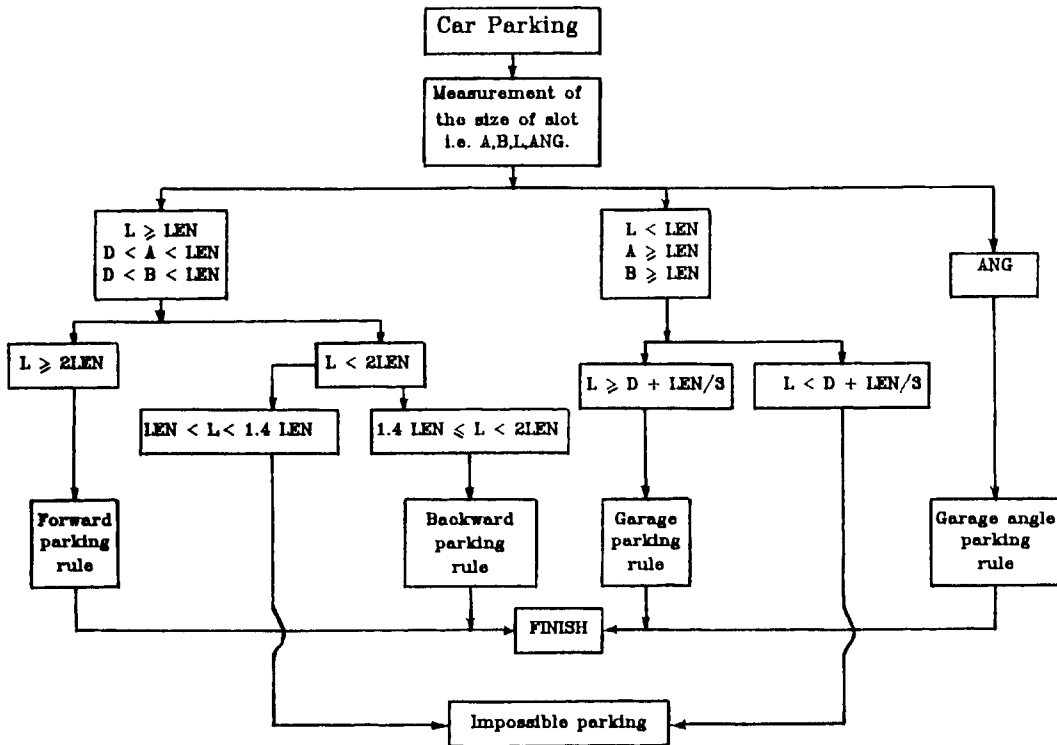 Car Parking
Measurement of
the size of slot
i.e. A,B,L,ANG.
L ⩾ LEN
D < A < LEN
D < B < LEN
L < LEN
A ⩾ LEN
B ⩾ LEN
ANG
L ⩾ 2LEN
L < 2LEN
L ⩾ D + LEN/3
L < D + LEN/3
LEN < L < 1.4 LEN
1.4 LEN ⩽ L < 2LEN
Forward
parking
rule
Backward
parking
rule
Garage
parking
rule
Garage angle
parking
rule
FINISH
Impossible parking